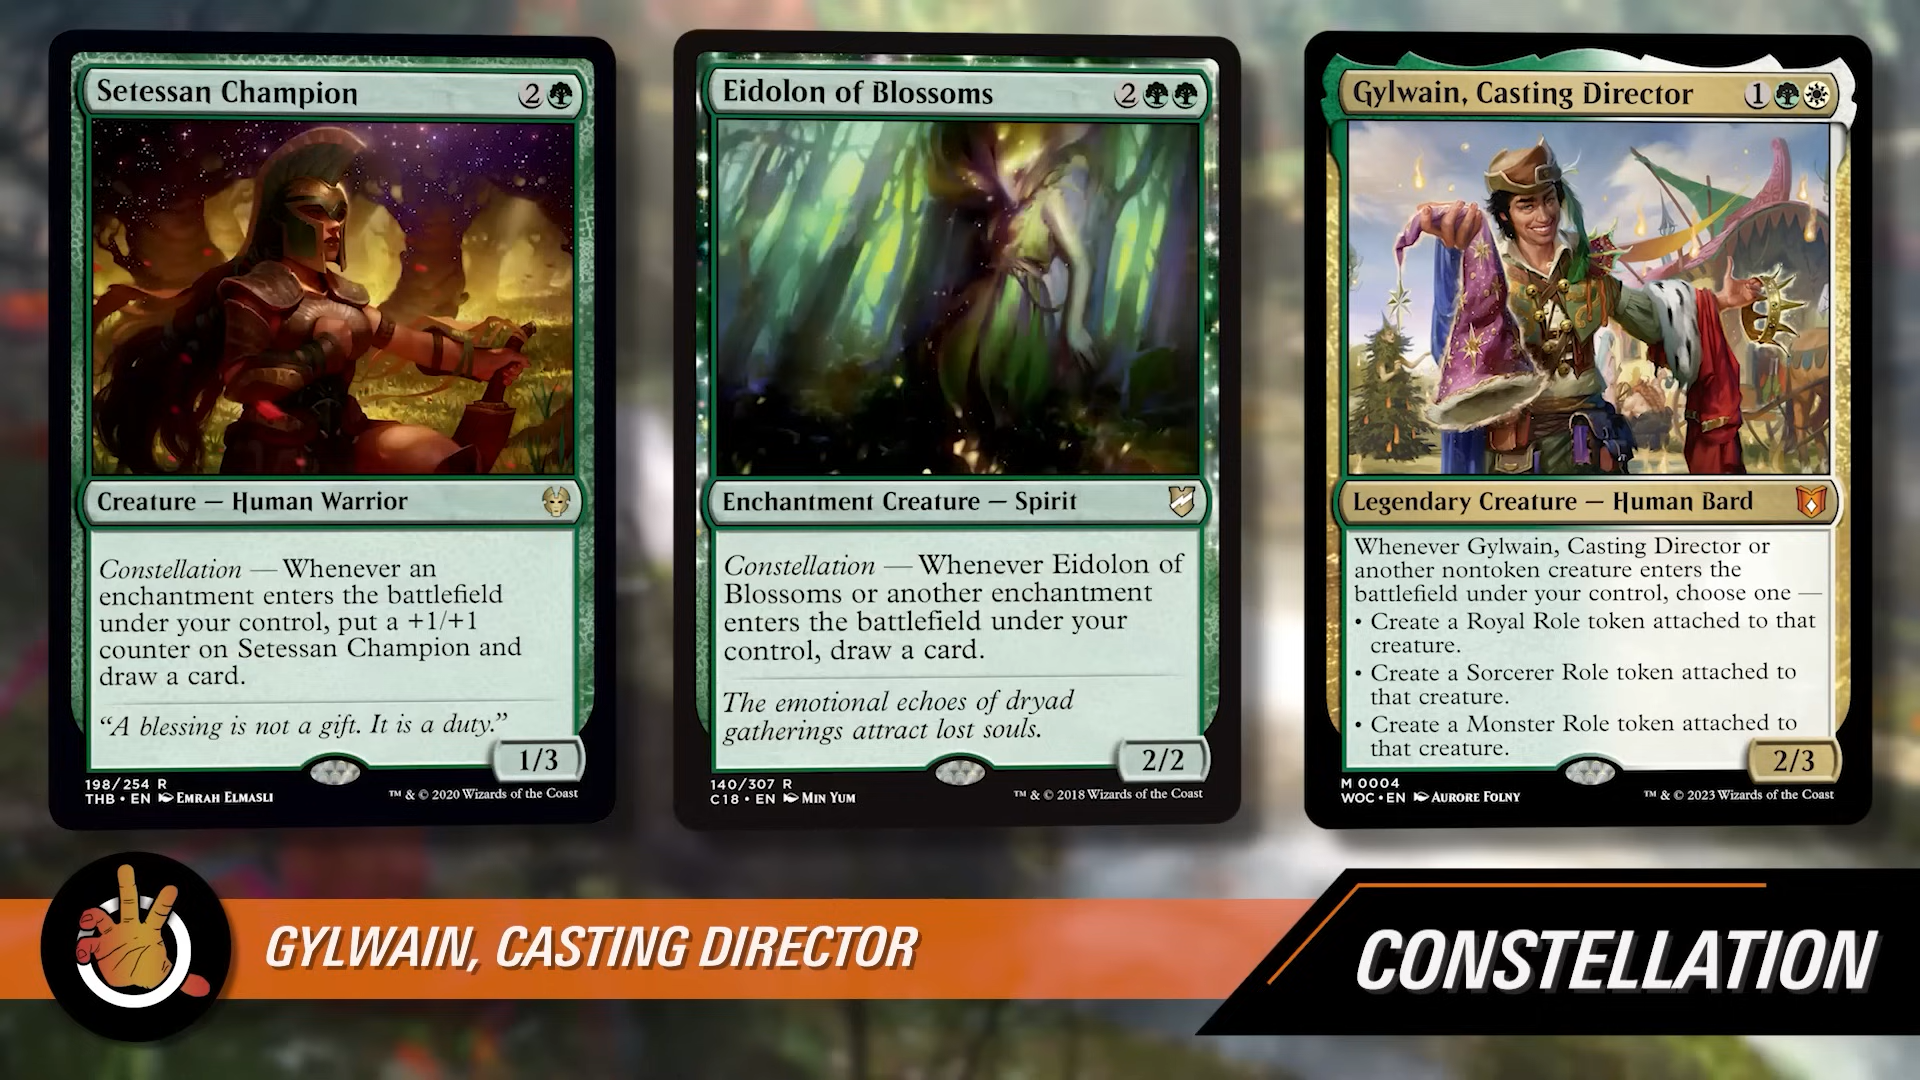 Setessan Champion 2
Creature — Human Warrior
Constellation — Whenever an
enchantment enters the battlefield
under your control, put a +1/+1
counter on Setessan Champion and
draw a card.
“A blessing is not a gift. It is a duty.”
1/3
198/254 R
THB • EN Emrah Elmasli
™ & © 2020 Wizards of the Coast
Eidolon of Blossoms 2
Enchantment Creature — Spirit
Constellation — Whenever Eidolon of
Blossoms or another enchantment
enters the battlefield under your
control, draw a card.
The emotional echoes of dryad
gatherings attract lost souls.
2/2
140/307 R
C18 • EN Min Yum
™ & © 2018 Wizards of the Coast
Gylwain, Casting Director 1
Legendary Creature — Human Bard
Whenever Gylwain, Casting Director or
another nontoken creature enters the
battlefield under your control, choose one —
• Create a Royal Role token attached to that
creature.
• Create a Sorcerer Role token attached to
that creature.
• Create a Monster Role token attached to
that creature.
2/3
M 0004
WOC • EN Aurore Folny
™ & © 2023 Wizards of the Coast
GYLWAIN, CASTING DIRECTOR
CONSTELLATION